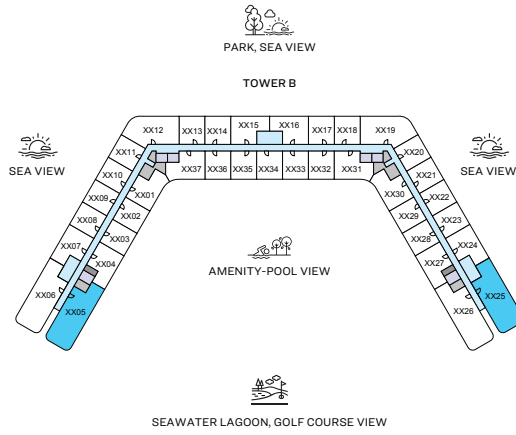 PARK, SEA VIEW
TOWER B
XX12
XX13
XX14
XX15
XX16
XX17
XX18
XX19
XX11
XX37
XX36
XX35
XX34
XX33
XX32
XX31
XX20
SEA VIEW
SEA VIEW
XX10
XX01
XX30
XX21
XX09
XX02
XX29
XX22
XX08
XX03
XX28
XX23
XX07
XX04
XX27
XX24
AMENITY-POOL VIEW
XX06
XX05
XX26
XX25
SEAWATER LAGOON, GOLF COURSE VIEW